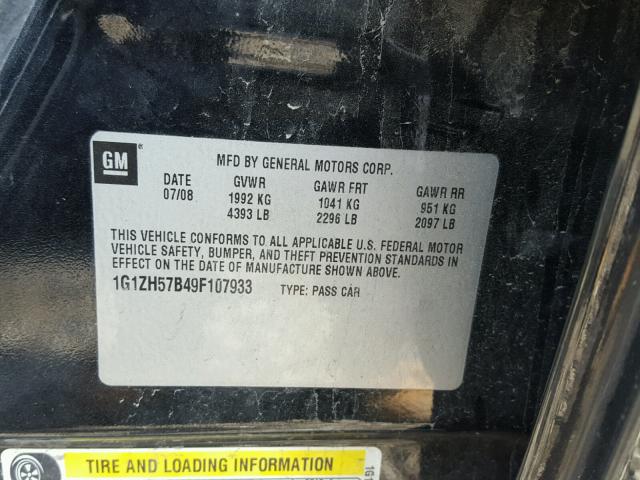 GM
MFD BY GENERAL MOTORS CORP.
DATE GVWR GAWR FRT GAWR RR
07/08 1992 KG 1041 KG 951 KG
4393 LB 2296 LB 2097 LB
THIS VEHICLE CONFORMS TO ALL APPLICABLE U.S. FEDERAL MOTOR
VEHICLE SAFETY, BUMPER, AND THEFT PREVENTION STANDARDS IN
EFFECT ON THE DATE OF MANUFACTURE SHOWN ABOVE.
1G1ZH57B49F107933 TYPE: PASS CAR
TIRE AND LOADING INFORMATION